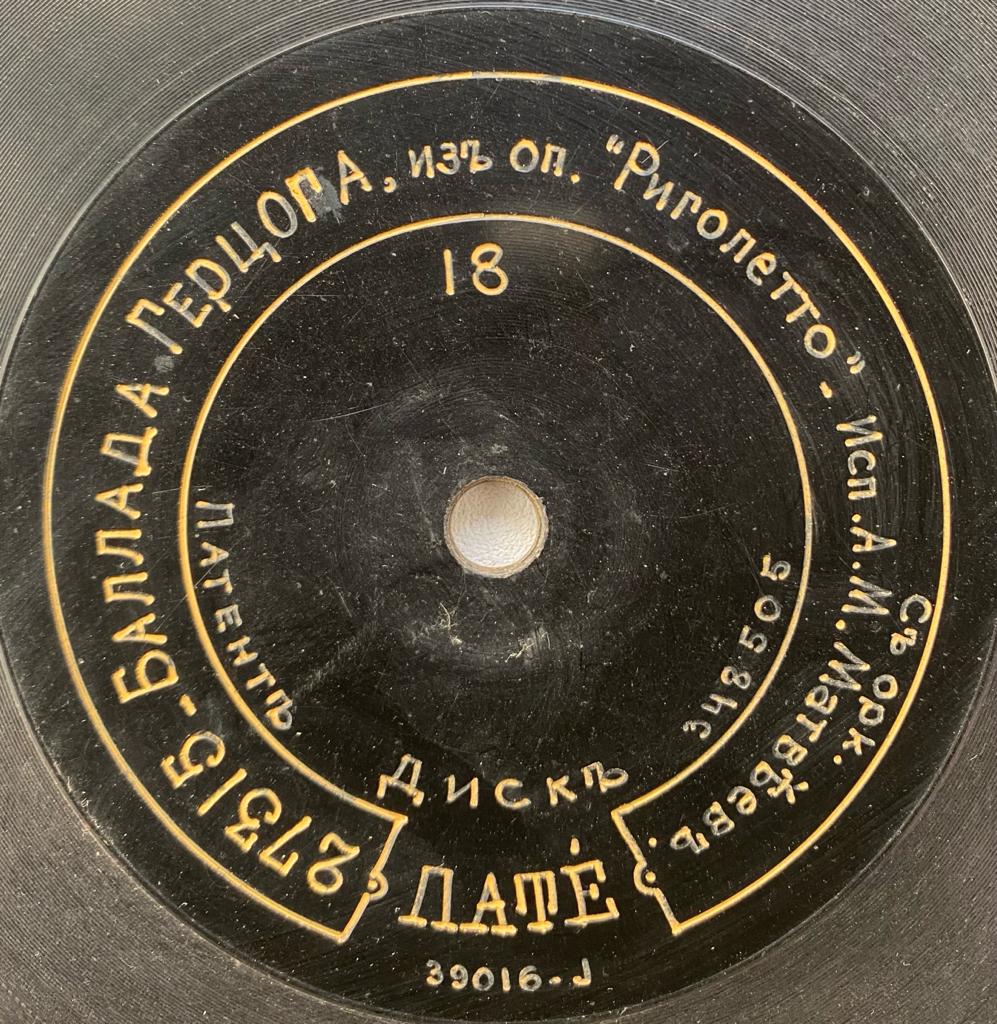 27315 - Баллада Герцога, изъ оп. "Риголетто" - Исп. А. М. Матвѣевъ.
Съ орк.
18
Патентъ 348505
Дискъ
ПАТЕ
39016-J